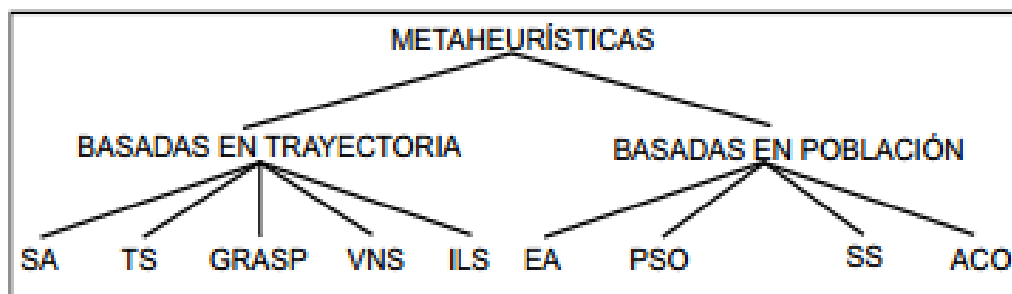 METAHEURÍSTICAS
BASADAS EN TRAYECTORIA BASADAS EN POBLACIÓN
SA TS GRASP VNS ILS EA PSO SS ACO